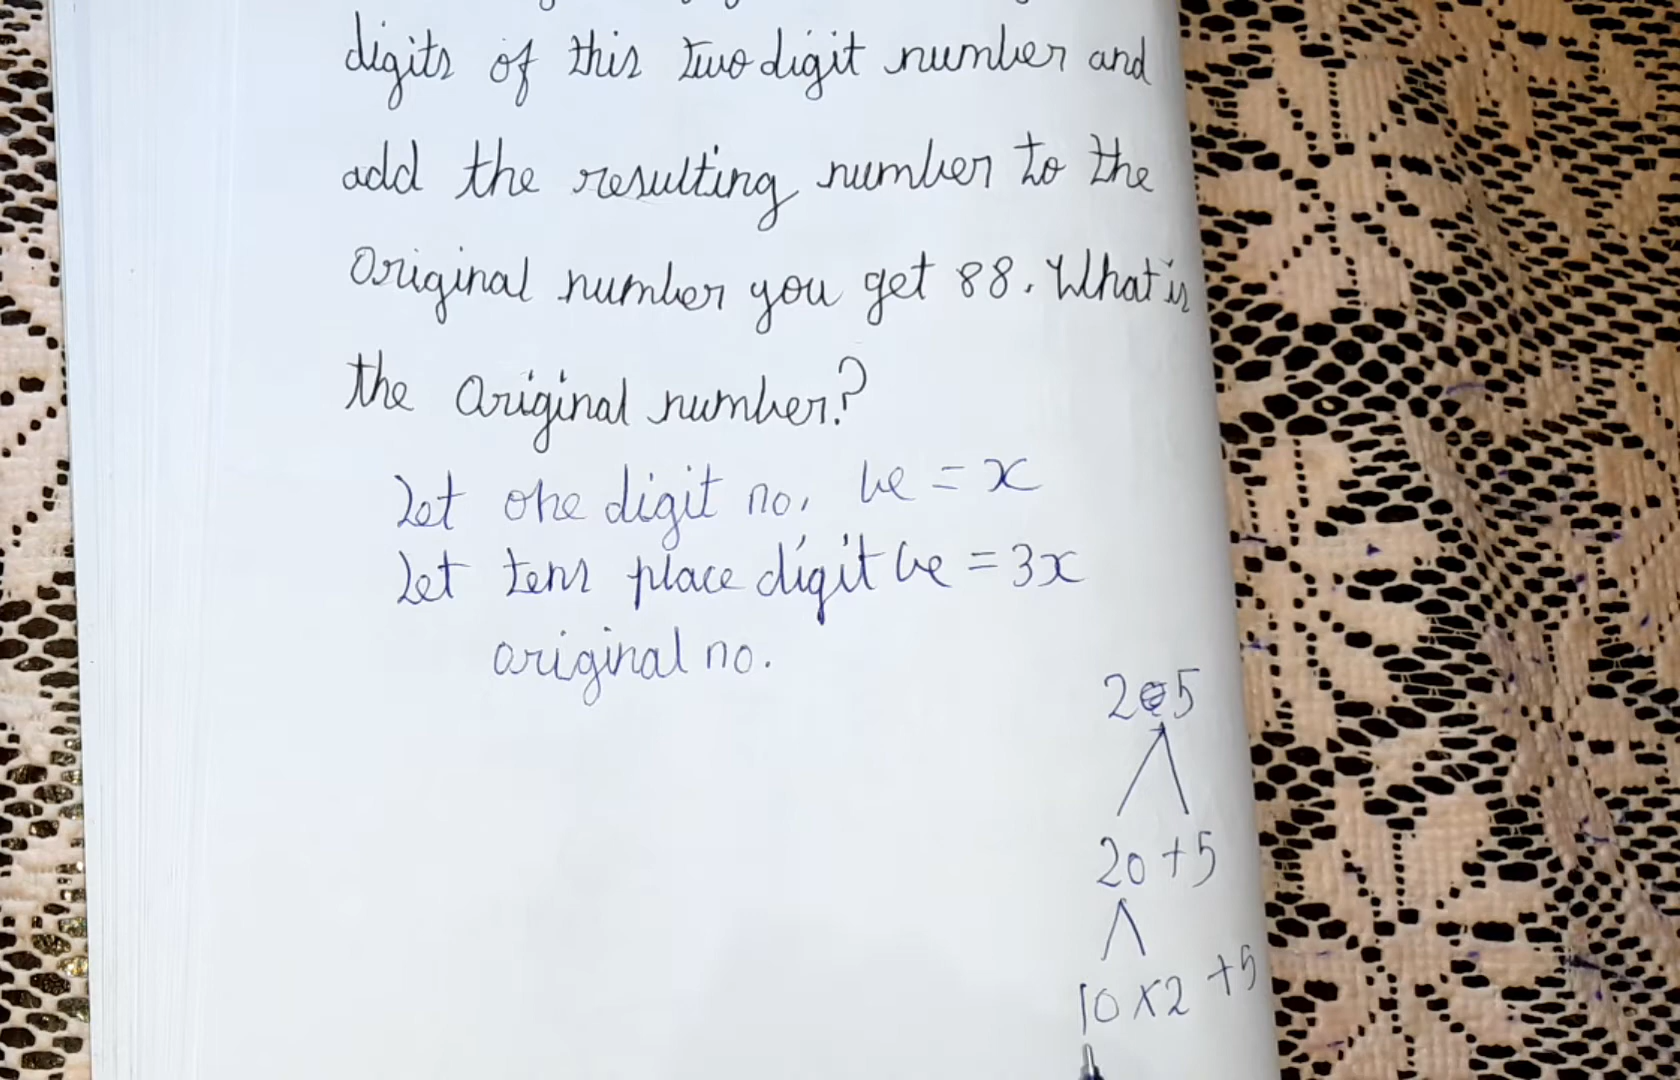 digits of this two digit number and
add the resulting number to the
Original number you get 88. What is
the original number?
Let one digit no. be = x
Let tens place digit be = 3x
original no.
25
20 + 5
10 x 2 + 5